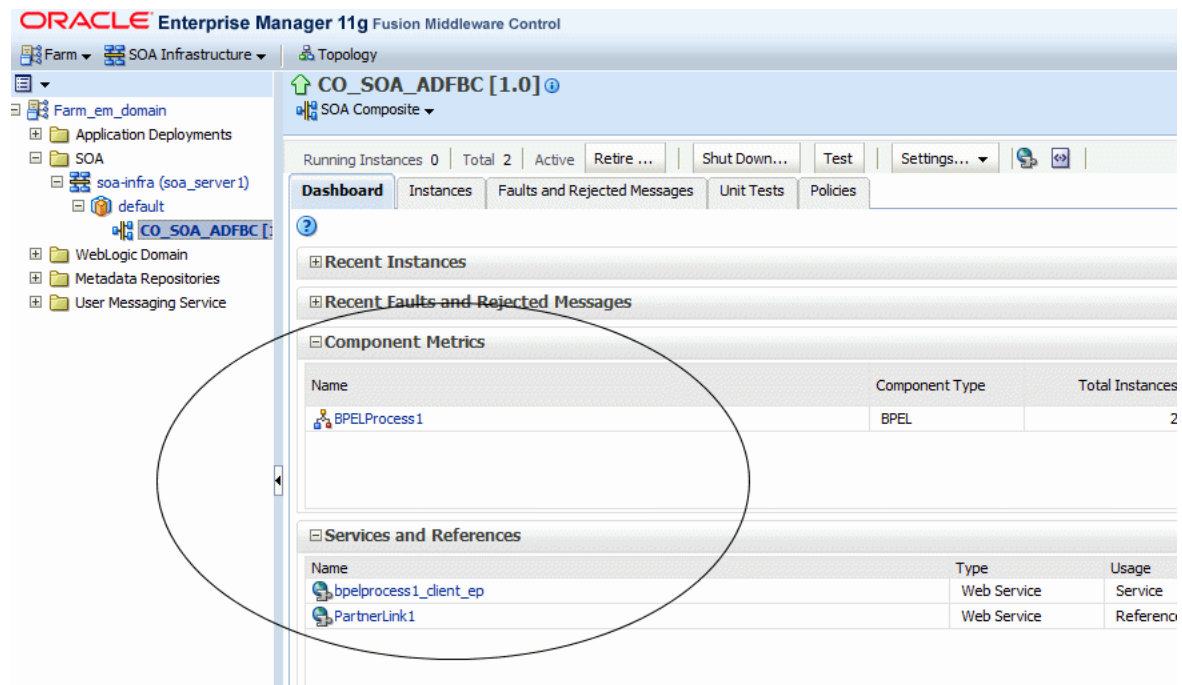 ORACLE Enterprise Manager 11g Fusion Middleware Control
Farm SOA Infrastructure Topology
CO_SOA_ADFBC [1.0]
SOA Composite
Farm_em_domain
Application Deployments
SOA
soa-infra (soa_server1)
default
CO_SOA_ADFBC [1
WebLogic Domain
Metadata Repositories
User Messaging Service
Running Instances 0 Total 2 Active Retire ... Shut Down... Test Settings...
Dashboard Instances Faults and Rejected Messages Unit Tests Policies
Recent Instances
Recent Faults and Rejected Messages
Component Metrics
Name Component Type Total Instances
BPELProcess1 BPEL 2
Services and References
Name Type Usage
bpelprocess1_client_ep Web Service Service
PartnerLink1 Web Service Reference